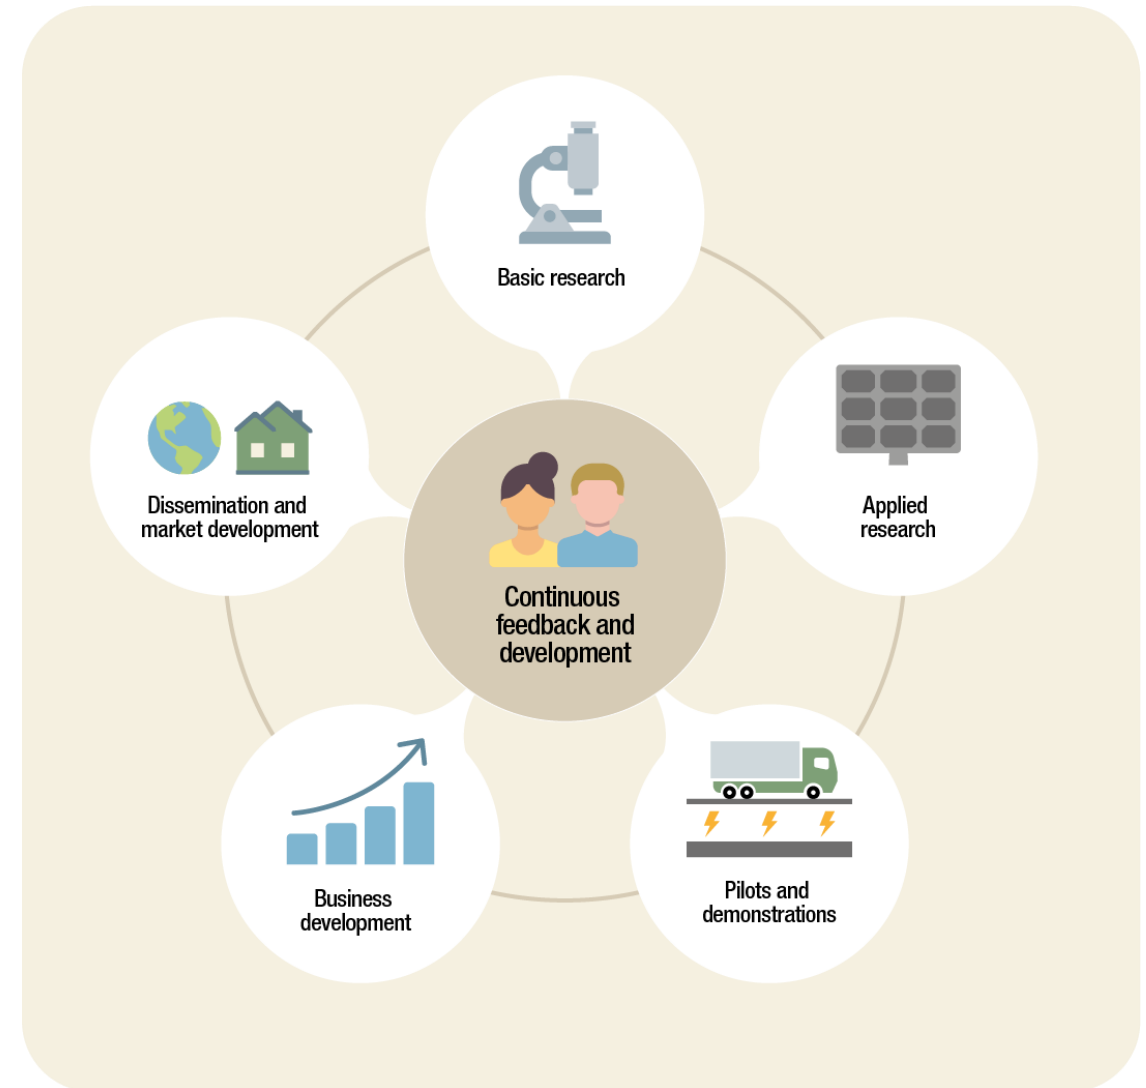 Basic research
Applied
research
Pilots and
demonstrations
Business
development
Dissemination and
market development
Continuous
feedback and
development